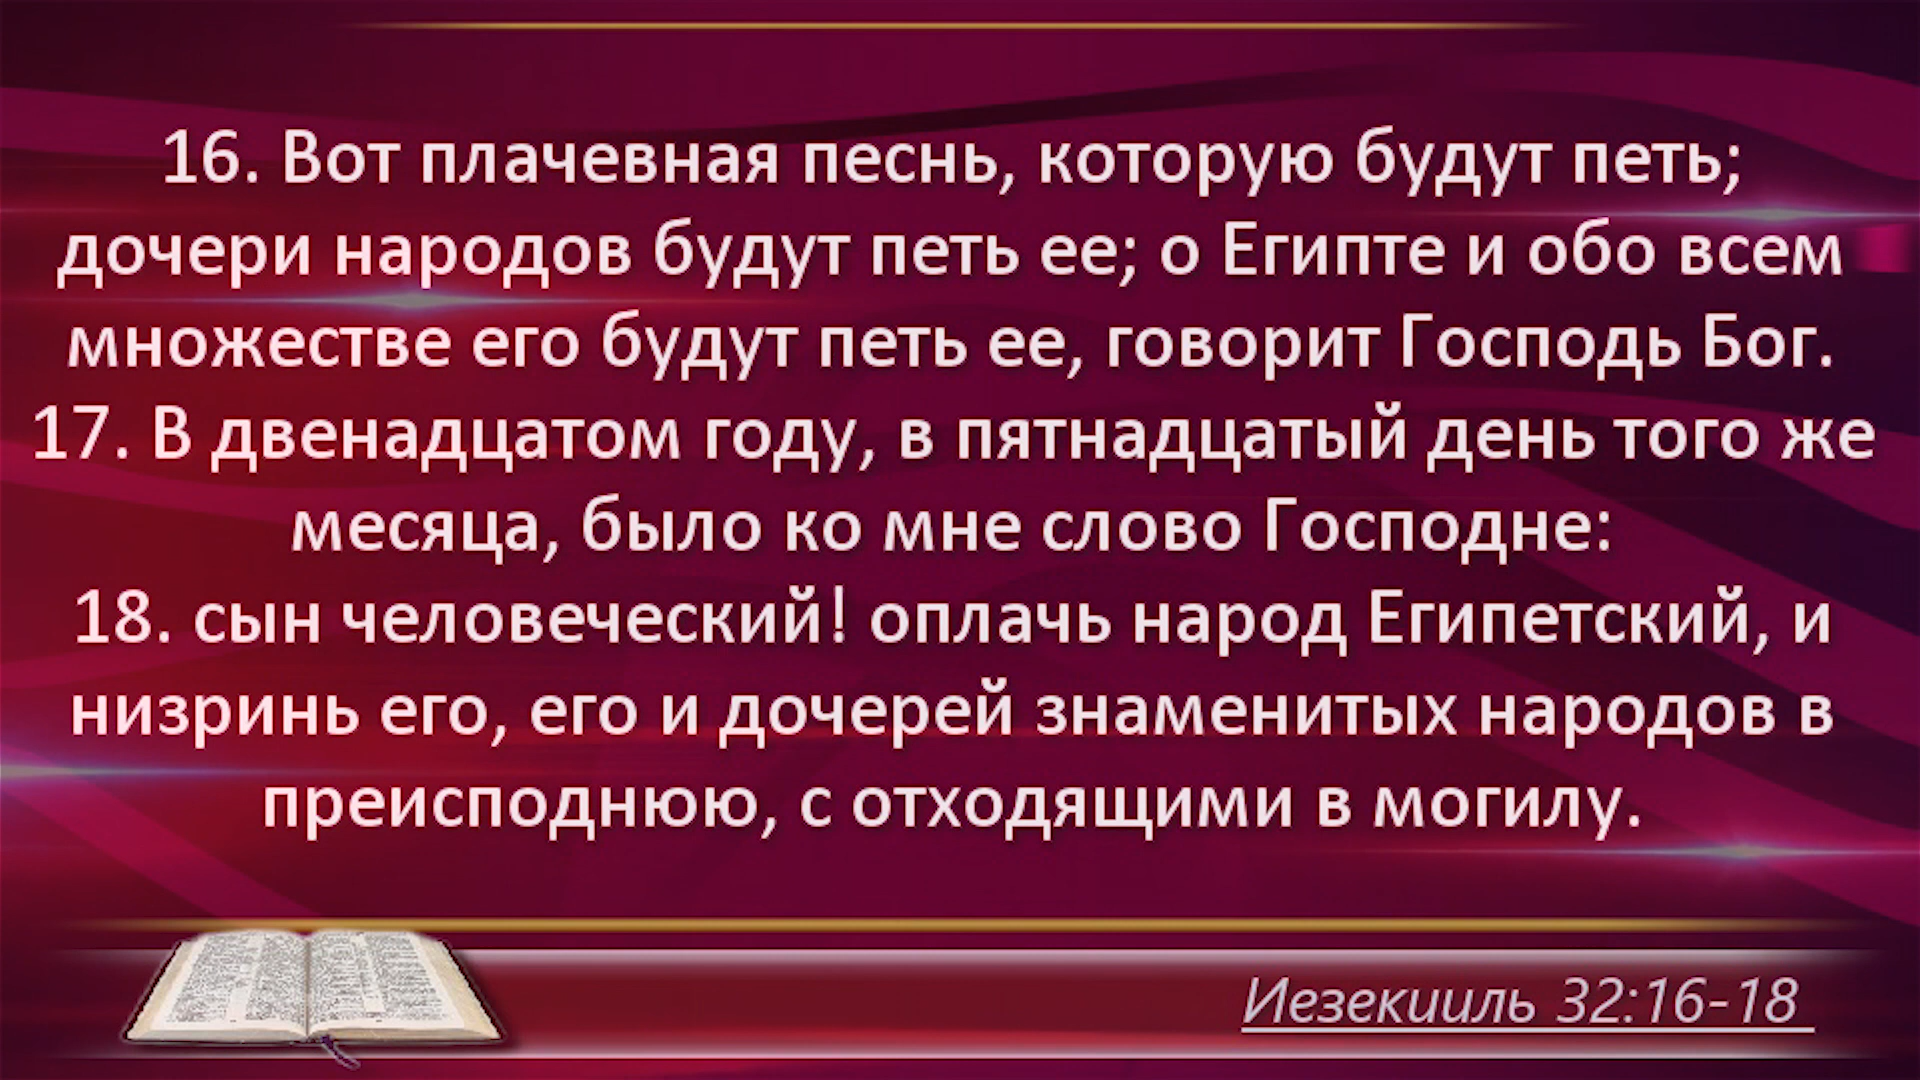 16. Вот плачевная песнь, которую будут петь;
дочери народов будут петь ее; о Египте и обо всем
множестве его будут петь ее, говорит Господь Бог.
17. В двенадцатом году, в пятнадцатый день того же
месяца, было ко мне слово Господне:
18. сын человеческий! оплачь народ Египетский, и
низринь его, его и дочерей знаменитых народов в
преисподнюю, с отходящими в могилу.
Иезекииль 32:16-18